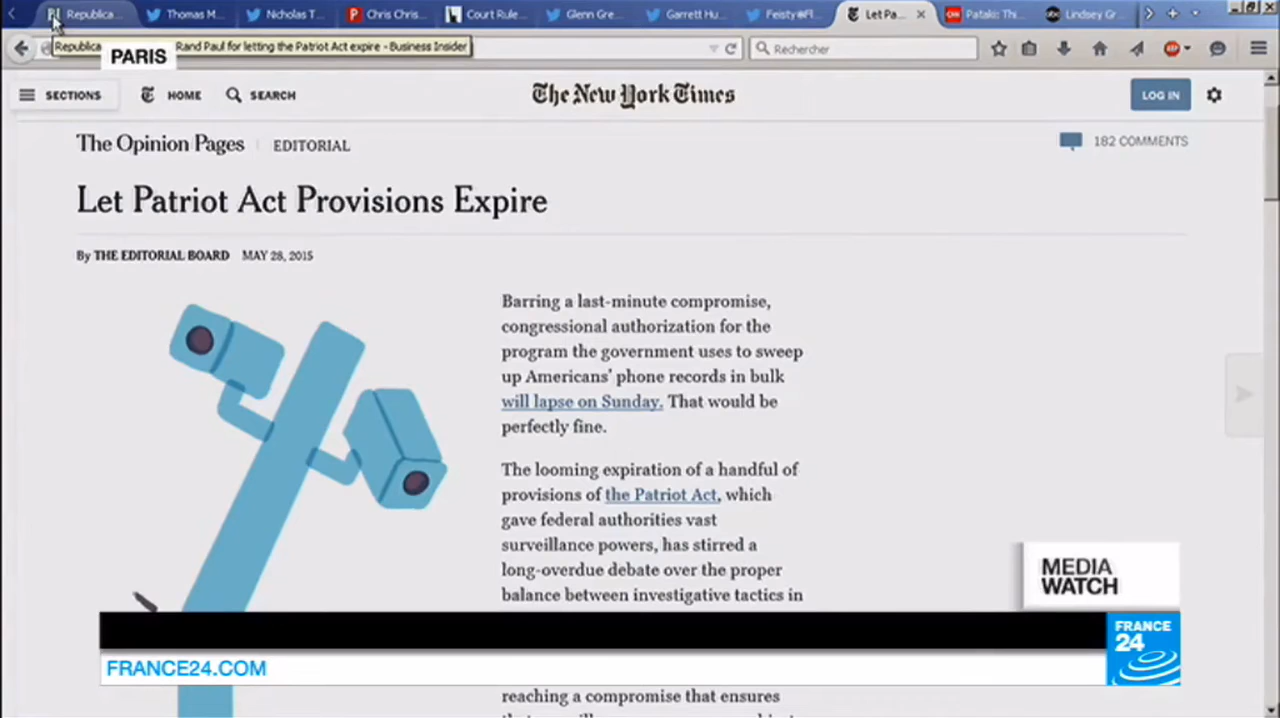 Republica...
Thomas M...
Nicholas T...
Chris Chris...
Court Rule...
Glenn Gre...
Garrett Hu...
Feisty #Fl...
Let Pa...
Pataki: Thi...
abc
Lindsey Gr...
Republica
Rand Paul for letting the Patriot Act expire - Business Insider
Rechercher
PARIS
SECTIONS
HOME
SEARCH
The New York Times
LOG IN
The Opinion Pages
EDITORIAL
182 COMMENTS
Let Patriot Act Provisions Expire
By THE EDITORIAL BOARD MAY 28, 2015
Barring a last-minute compromise,
congressional authorization for the
program the government uses to sweep
up Americans' phone records in bulk
will lapse on Sunday. That would be
perfectly fine.
The looming expiration of a handful of
provisions of the Patriot Act, which
gave federal authorities vast
surveillance powers, has stirred a
long-overdue debate over the proper
balance between investigative tactics in
MEDIA
WATCH
FRANCE
24
FRANCE24.COM
reaching a compromise that ensures